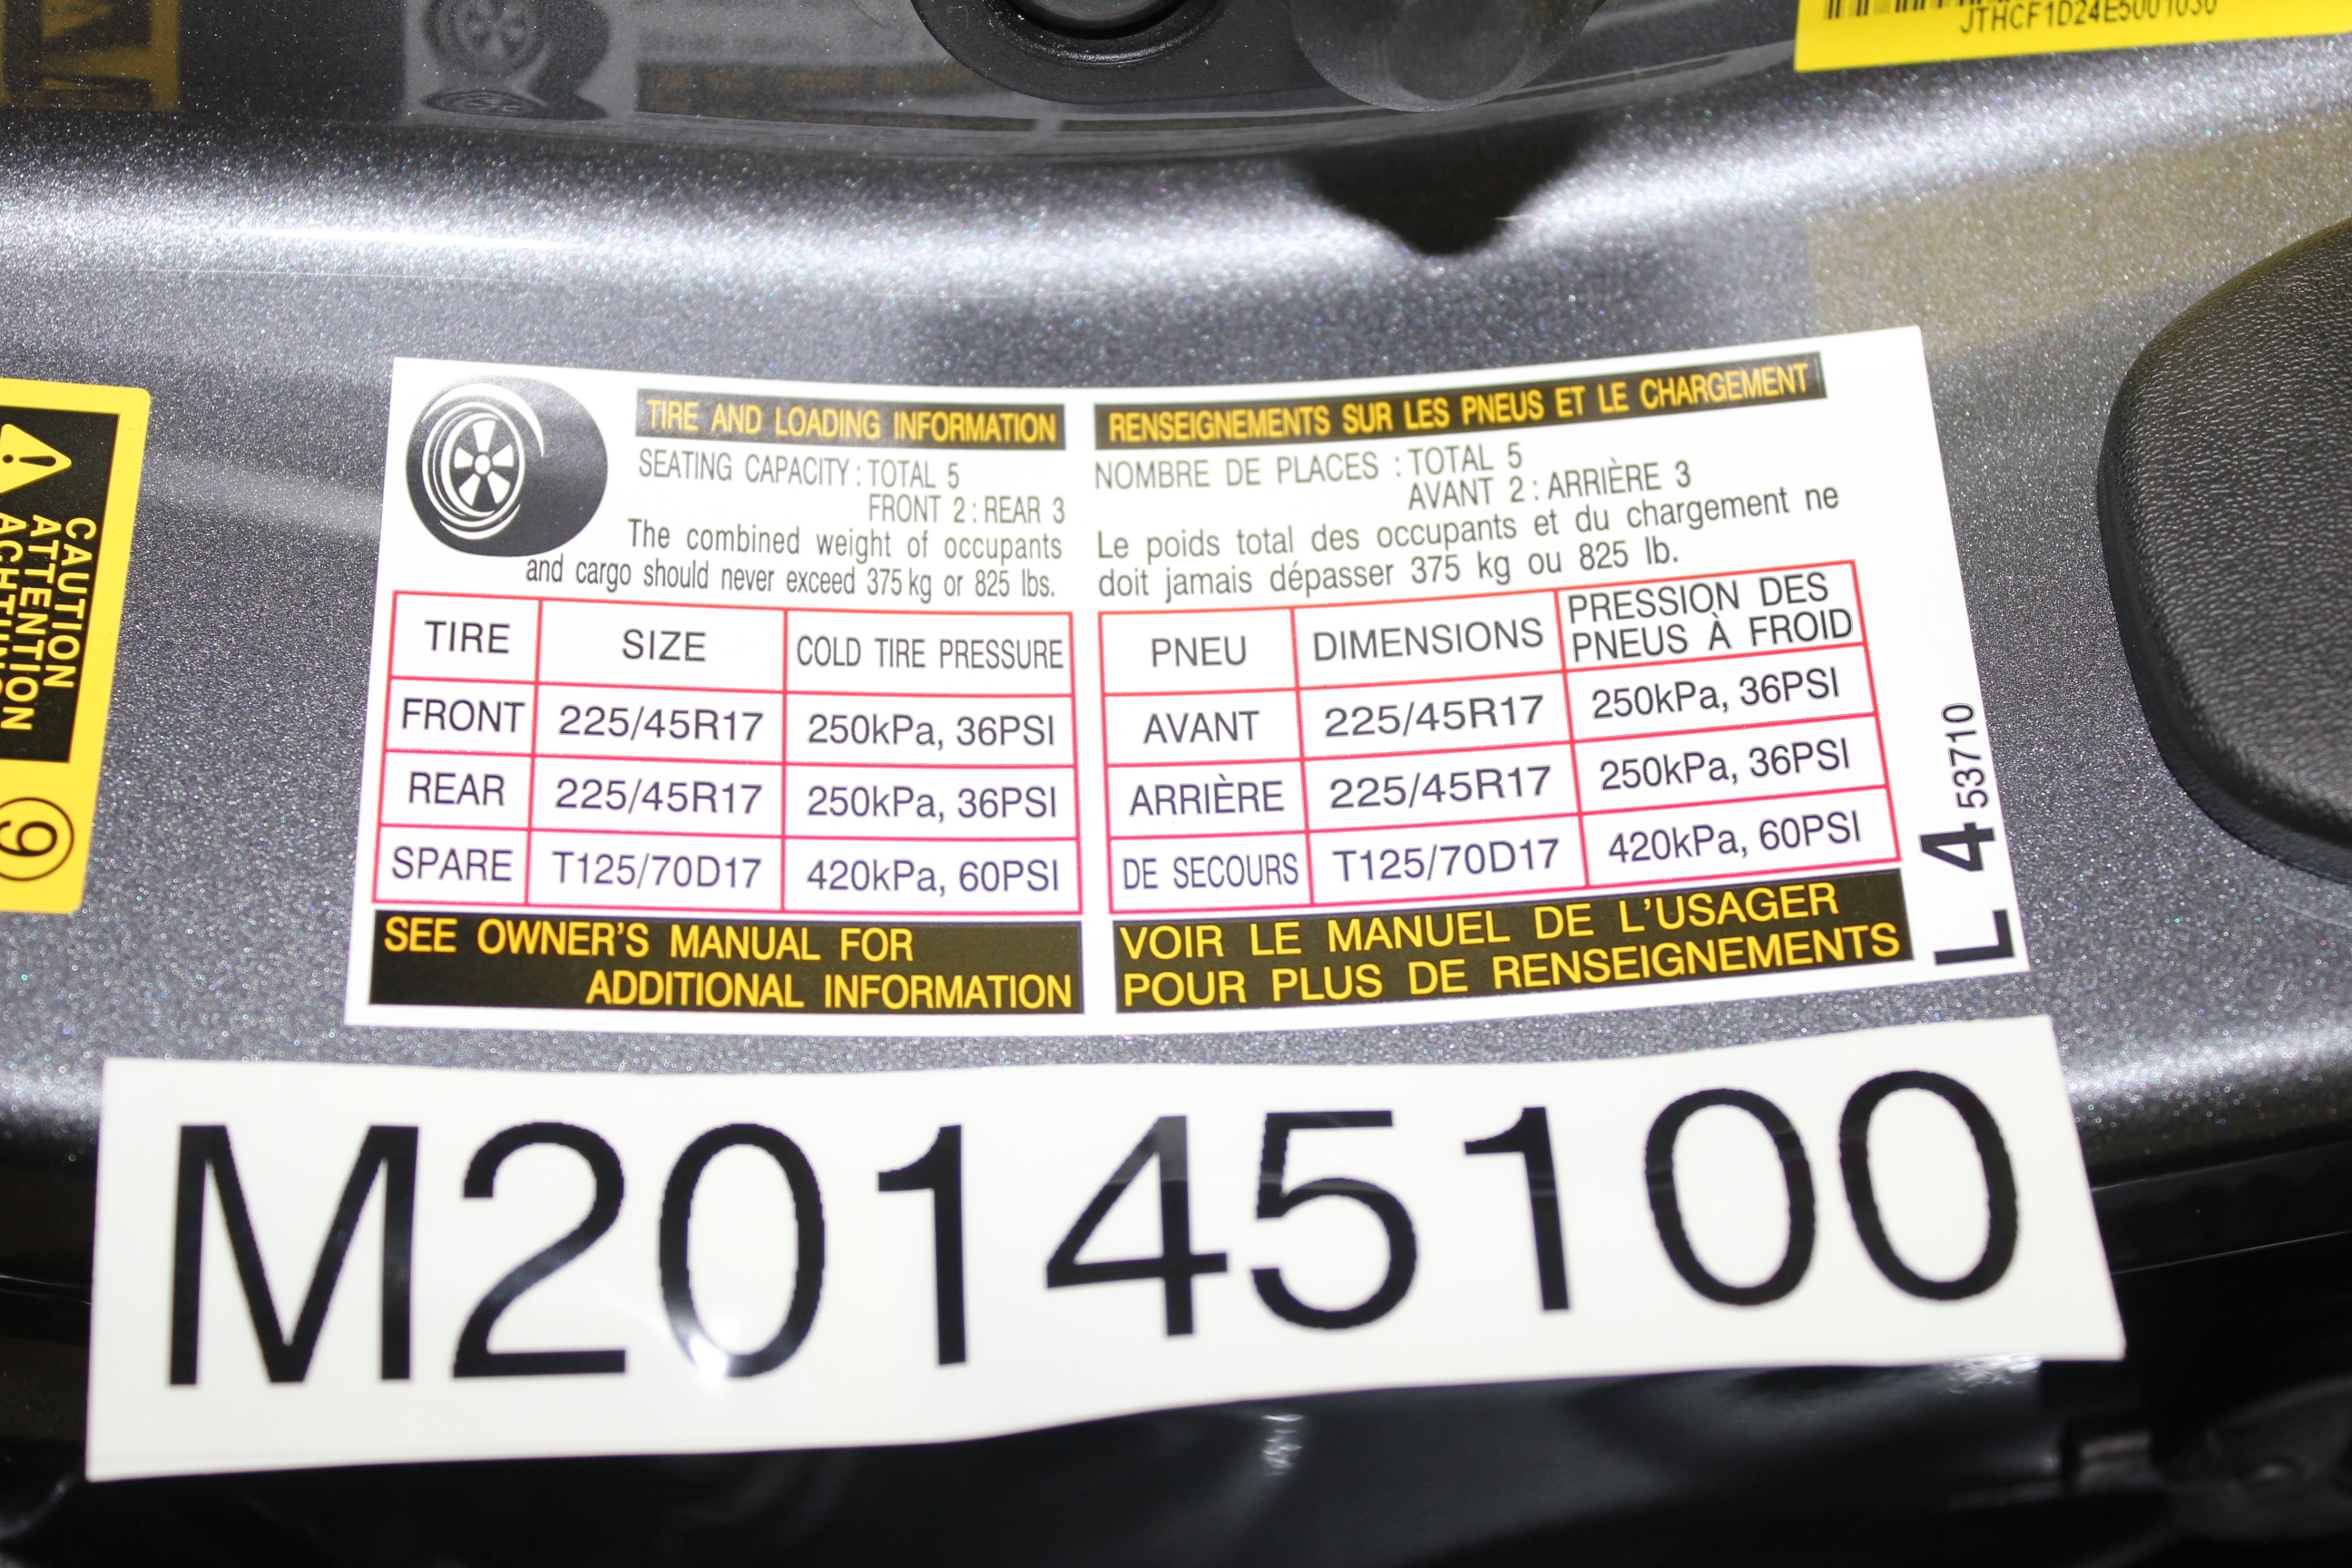 JTHCF1D24E5001030
CAUTION
ATTENTION
9
TIRE AND LOADING INFORMATION
SEATING CAPACITY : TOTAL 5
FRONT 2 : REAR 3
The combined weight of occupants
and cargo should never exceed 375 kg or 825 lbs.
TIRE SIZE COLD TIRE PRESSURE
FRONT 225/45R17 250kPa, 36PSI
REAR 225/45R17 250kPa, 36PSI
SPARE T125/70D17 420kPa, 60PSI
SEE OWNER'S MANUAL FOR
ADDITIONAL INFORMATION
RENSEIGNEMENTS SUR LES PNEUS ET LE CHARGEMENT
NOMBRE DE PLACES : TOTAL 5
AVANT 2 : ARRIÈRE 3
Le poids total des occupants et du chargement ne
doit jamais dépasser 375 kg ou 825 lb.
PNEU DIMENSIONS PRESSION DES
PNEUS À FROID
AVANT 225/45R17 250kPa, 36PSI
ARRIÈRE 225/45R17 250kPa, 36PSI
DE SECOURS T125/70D17 420kPa, 60PSI
VOIR LE MANUEL DE L'USAGER
POUR PLUS DE RENSEIGNEMENTS
L 4 53710
M20145100